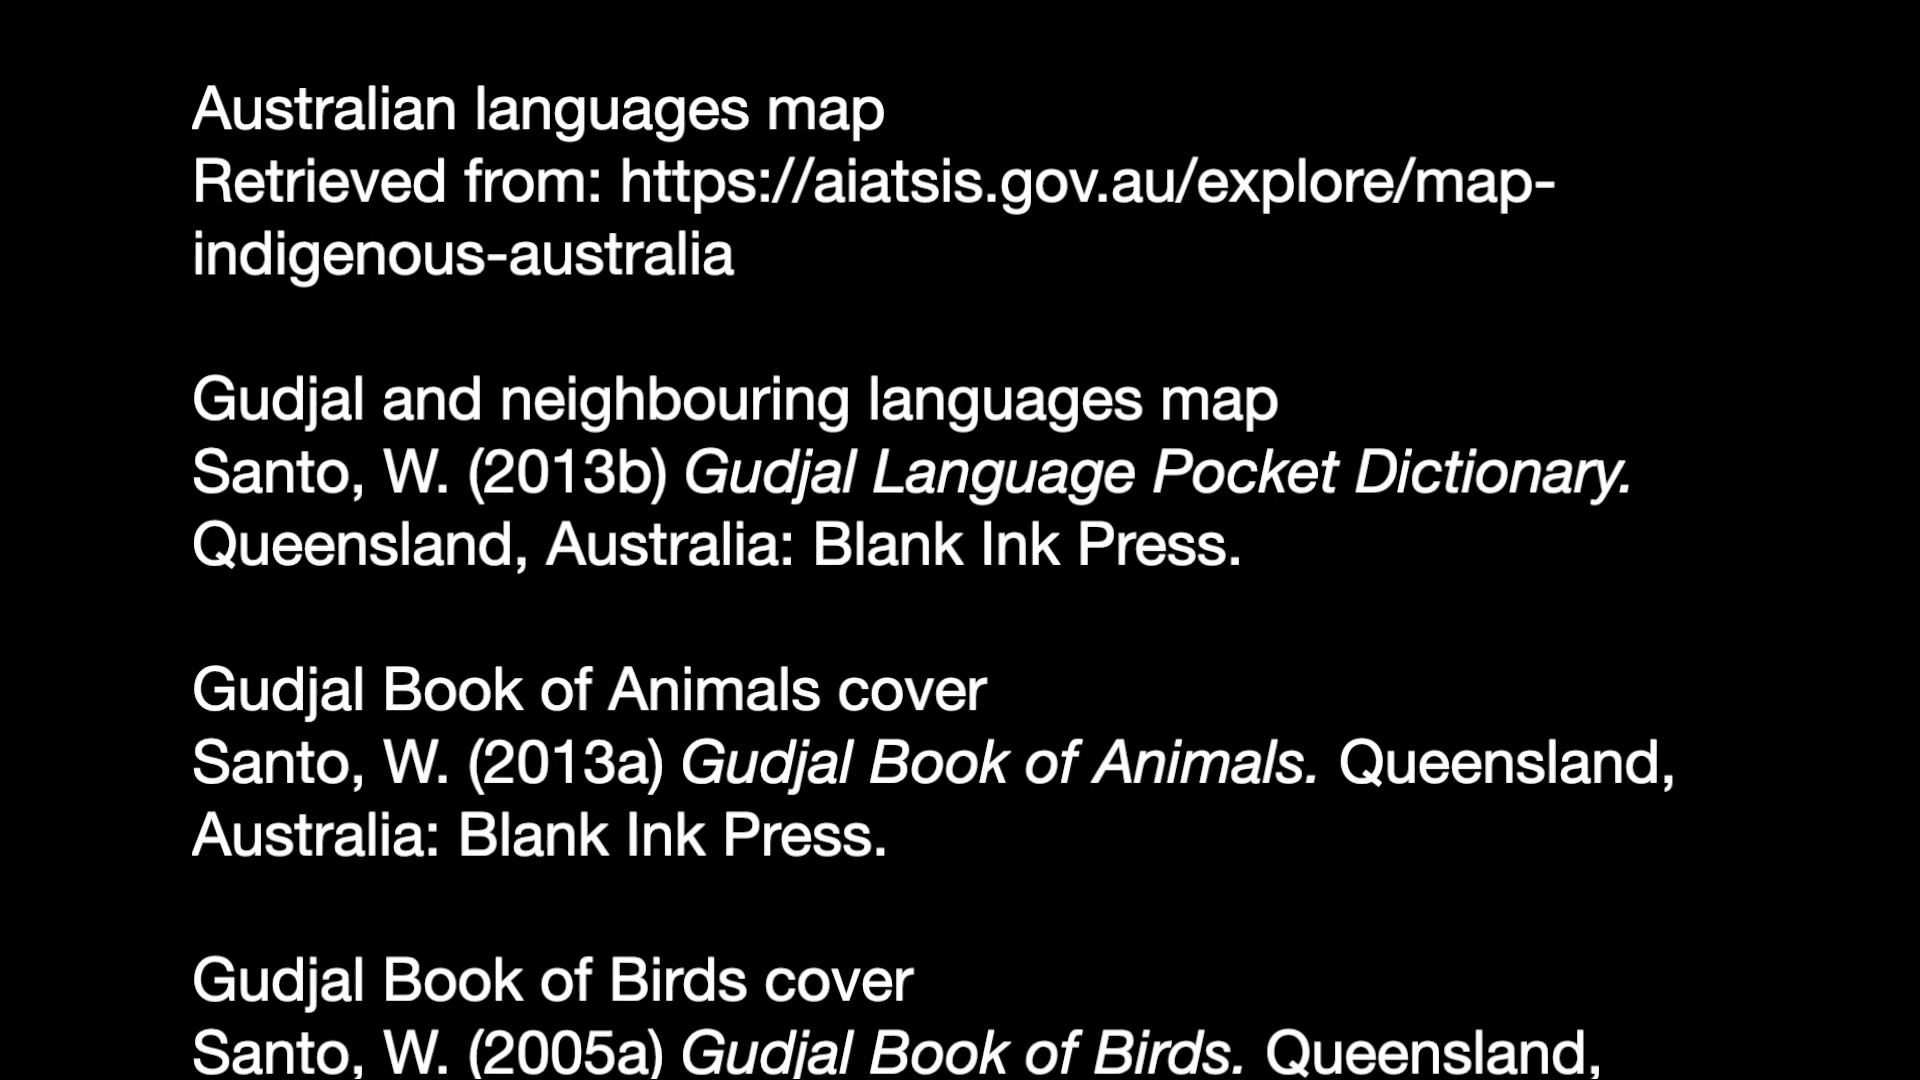 Australian languages map
Retrieved from: https://aiatsis.gov.au/explore/map-
indigenous-australia
Gudjal and neighbouring languages map
Santo, W. (2013b) Gudjal Language Pocket Dictionary.
Queensland, Australia: Blank Ink Press.
Gudjal Book of Animals cover
Santo, W. (2013a) Gudjal Book of Animals. Queensland,
Australia: Blank Ink Press.
Gudjal Book of Birds cover
Santo, W. (2005a) Gudjal Book of Birds. Queensland,